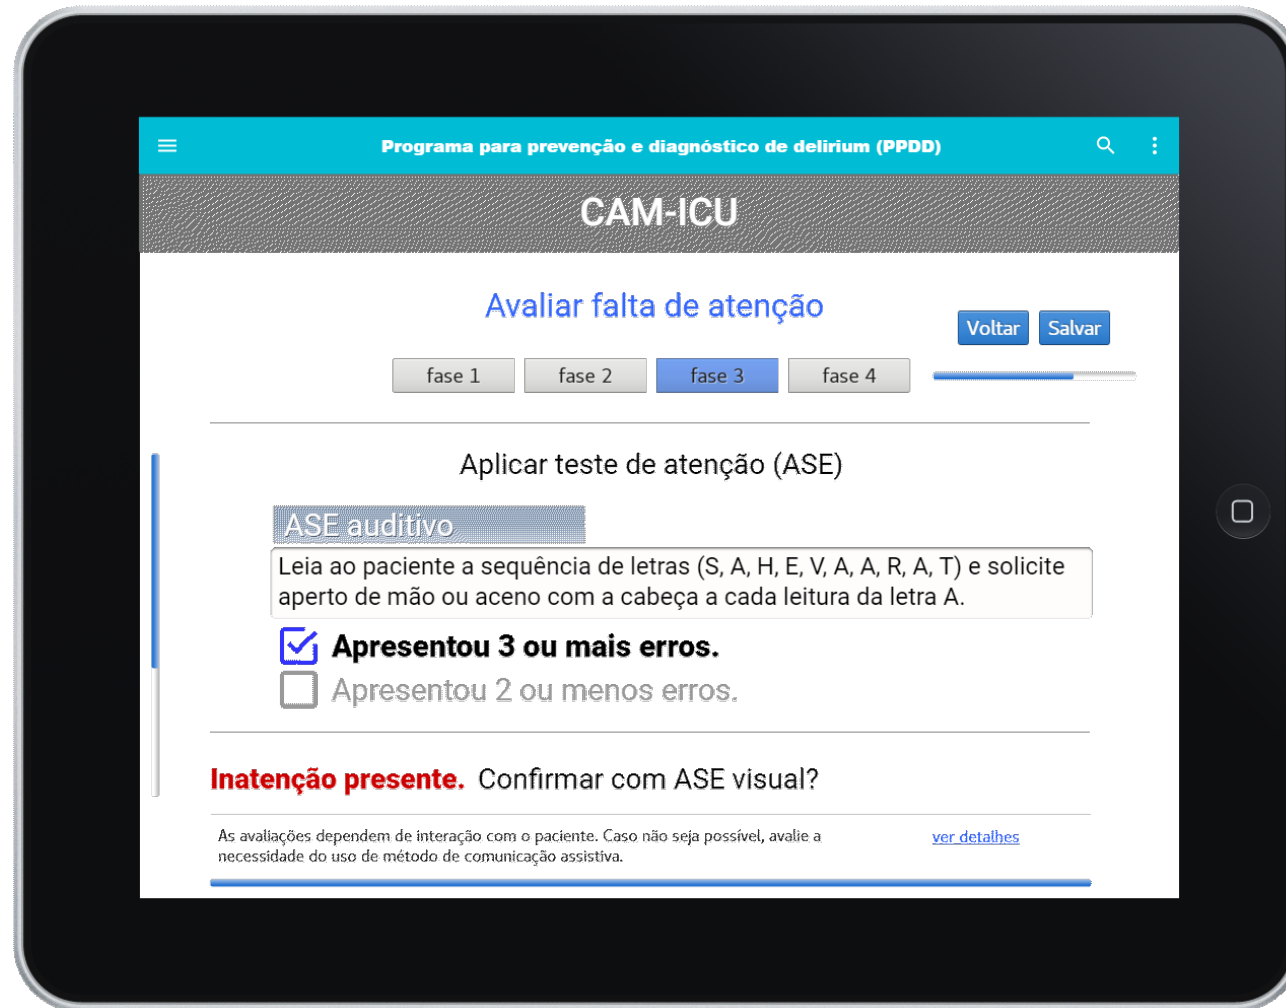 Programa para prevenção e diagnóstico de delirium (PPDD)
CAM-ICU
Avaliar falta de atenção
Voltar Salvar
fase 1 fase 2 fase 3 fase 4
Aplicar teste de atenção (ASE)
ASE auditivo
Leia ao paciente a sequência de letras (S, A, H, E, V, A, A, R, A, T) e solicite
aperto de mão ou aceno com a cabeça a cada leitura da letra A.
Apresentou 3 ou mais erros.
Apresentou 2 ou menos erros.
Inatenção presente. Confirmar com ASE visual?
As avaliações dependem de interação com o paciente. Caso não seja possível, avalie a
necessidade do uso de método de comunicação assistiva.
ver detalhes